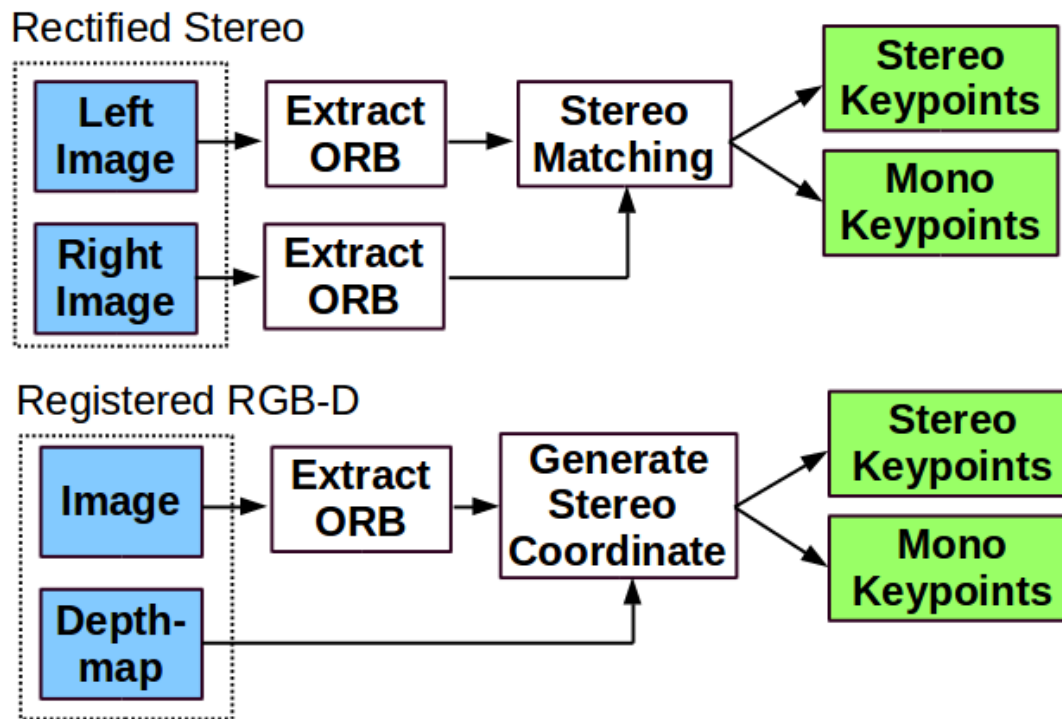 Rectified Stereo
Left
Image
Extract
ORB
Stereo
Matching
Stereo
Keypoints
Mono
Keypoints
Right
Image
Extract
ORB
Registered RGB-D
Image
Extract
ORB
Generate
Stereo
Coordinate
Stereo
Keypoints
Mono
Keypoints
Depth-
map